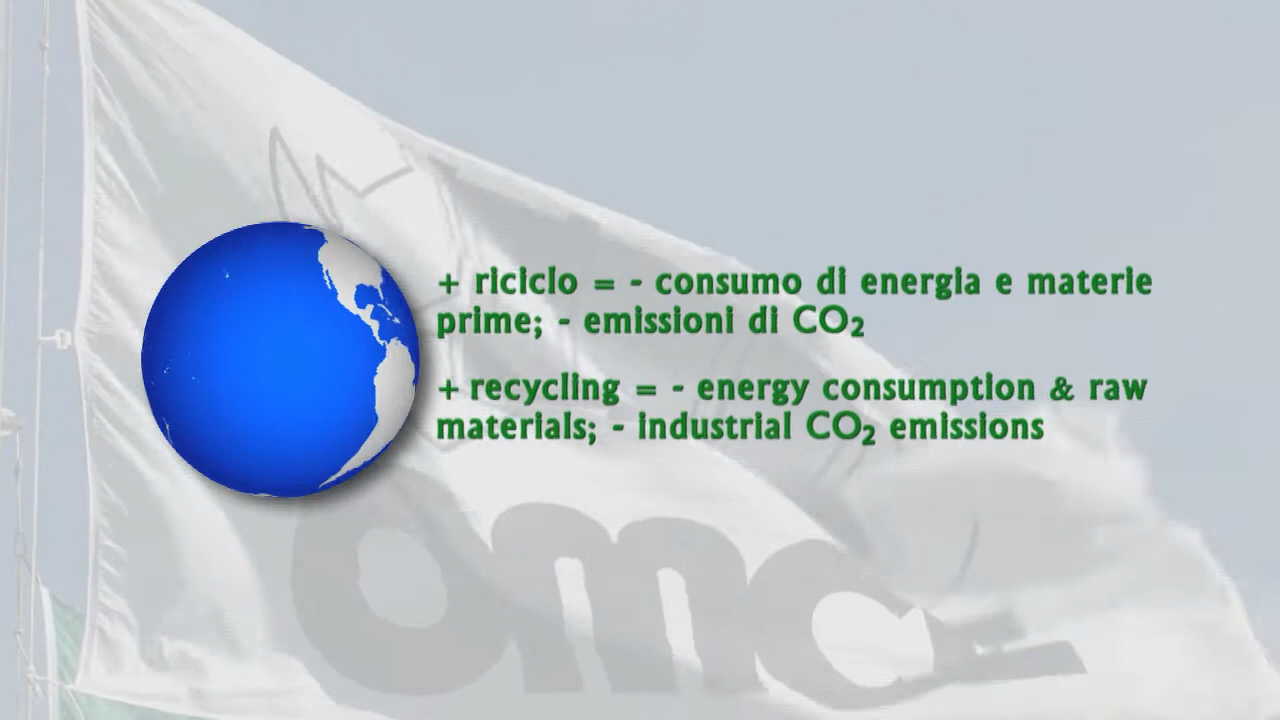 + riciclo = - consumo di energia e materie
prime; - emissioni di CO₂
+ recycling = - energy consumption & raw
materials; - industrial CO₂ emissions
omc